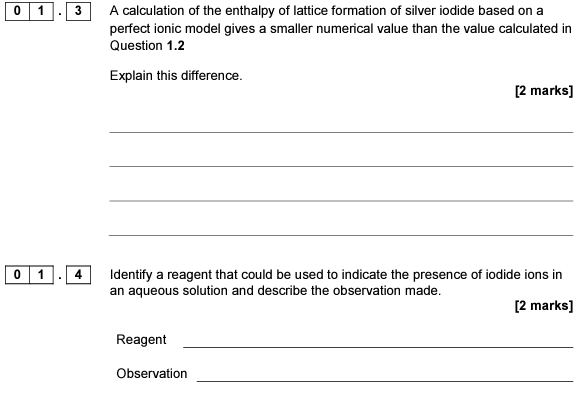 0 1 . 3 A calculation of the enthalpy of lattice formation of silver iodide based on a
perfect ionic model gives a smaller numerical value than the value calculated in
Question 1.2
Explain this difference.
[2 marks]
0 1 . 4 Identify a reagent that could be used to indicate the presence of iodide ions in
an aqueous solution and describe the observation made.
[2 marks]
Reagent
Observation